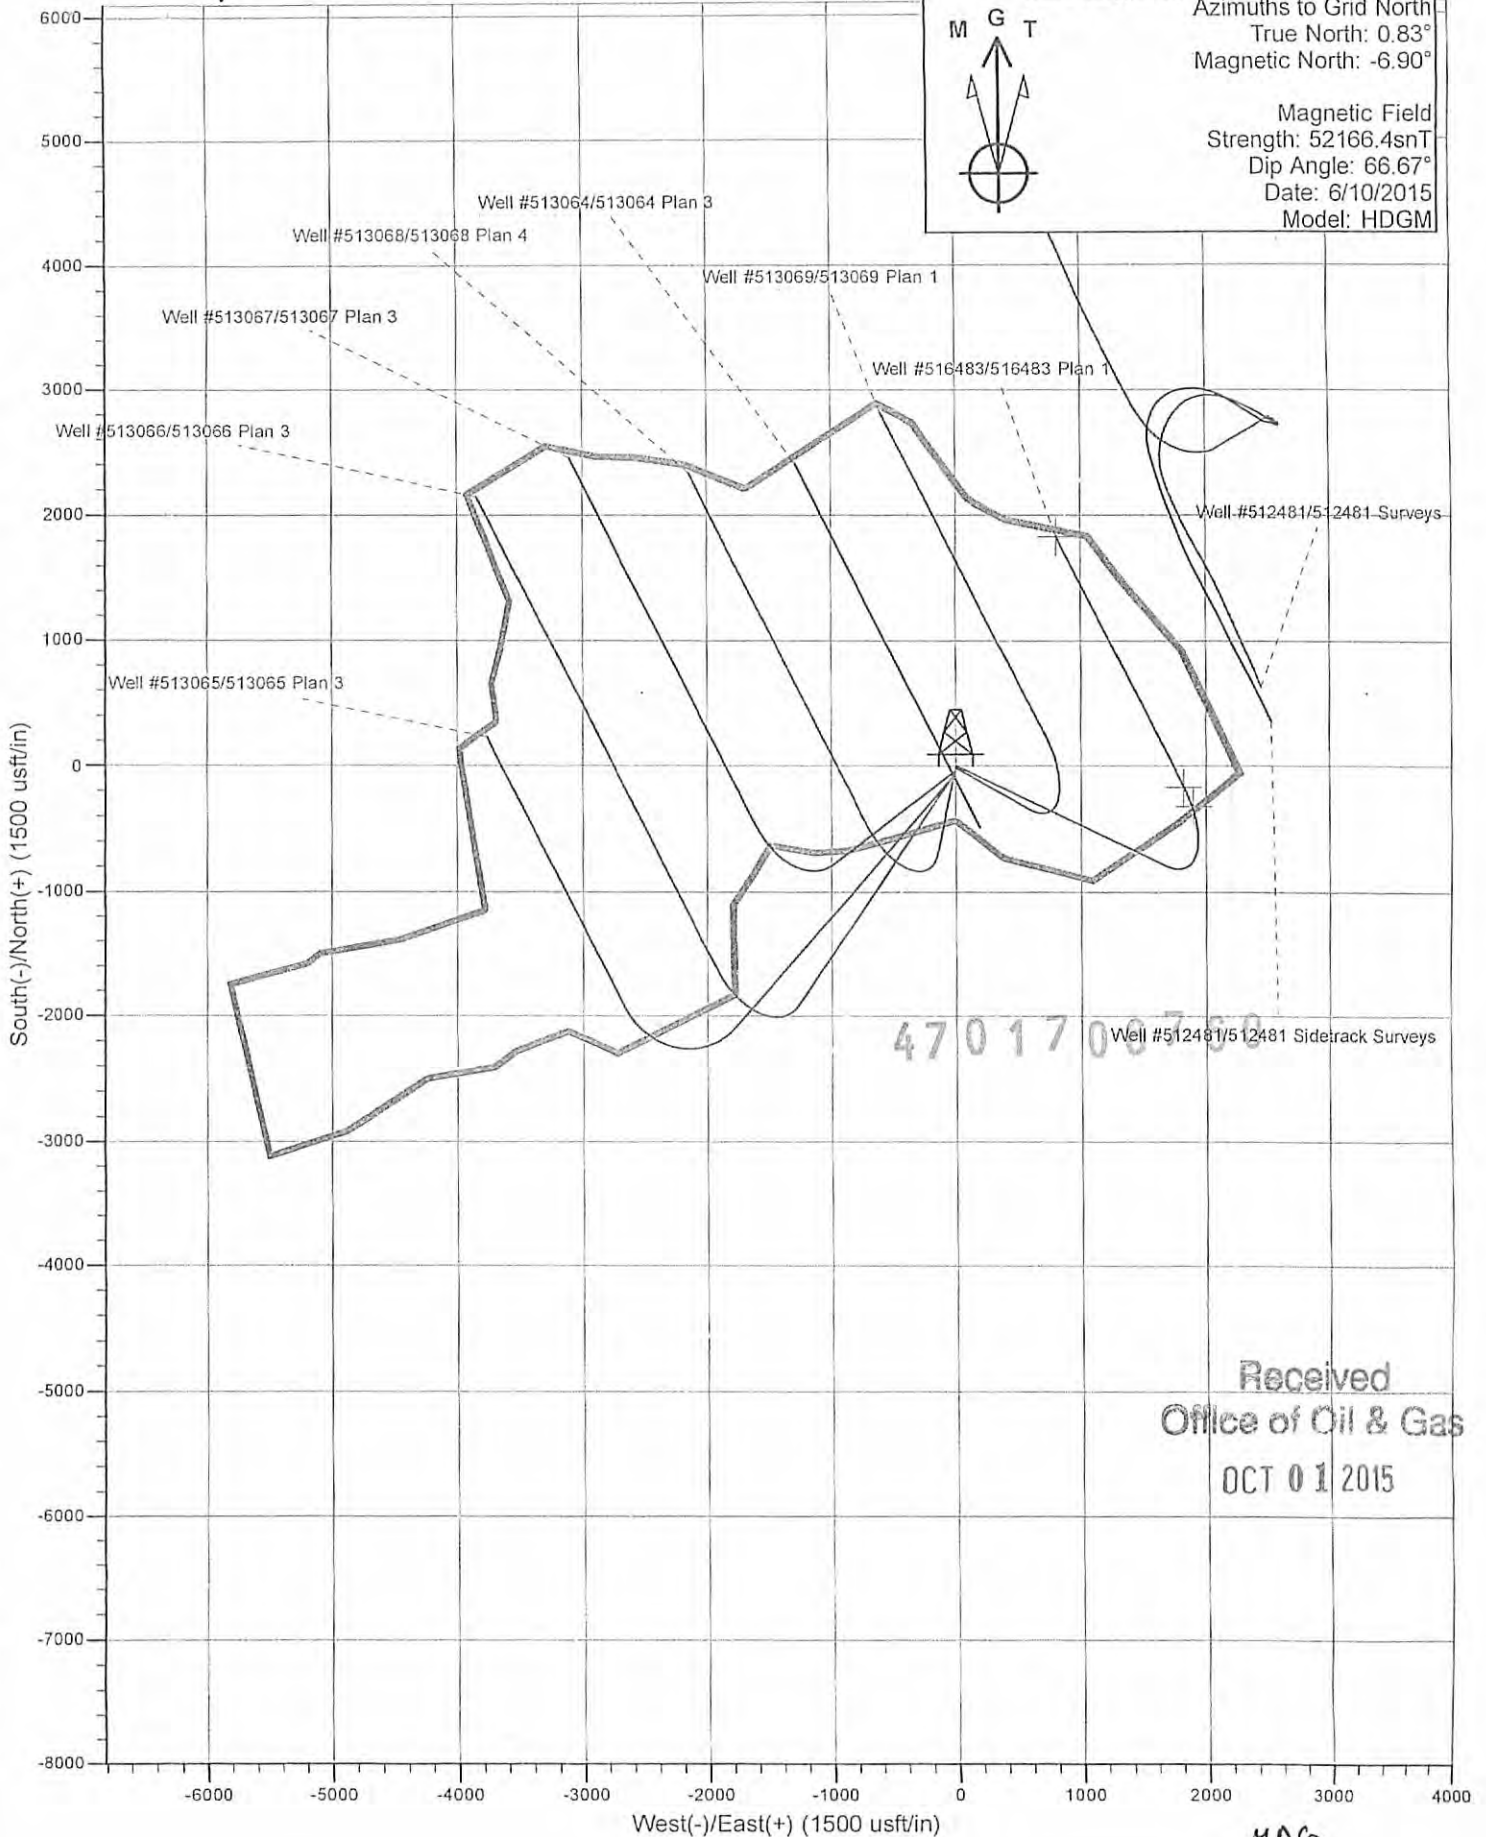 Azimuths to Grid North
True North: 0.83°
Magnetic North: -6.90°
M G T
Magnetic Field
Strength: 52166.4snT
Dip Angle: 66.67°
Date: 6/10/2015
Model: HDGM
6000
5000
4000
3000
2000
1000
0
-1000
-2000
-3000
-4000
-5000
-6000
-7000
-8000
South(-)/North(+) (1500 usft/in)
Well #513064/513064 Plan 3
Well #513068/513068 Plan 4
Well #513069/513069 Plan 1
Well #513067/513067 Plan 3
Well #516483/516483 Plan 1
Well #513066/513066 Plan 3
Well #512481/512481 Surveys
Well #513065/513065 Plan 3
Well #512481/512481 Sidetrack Surveys
Received
Office of Oil & Gas
OCT 01 2015
-6000 -5000 -4000 -3000 -2000 -1000 0 1000 2000 3000 4000
West(-)/East(+) (1500 usft/in)